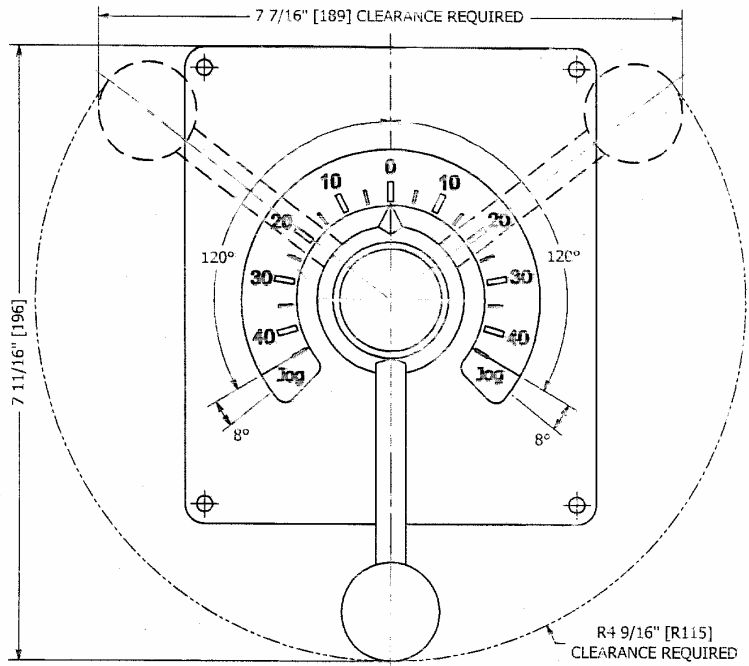 7 7/16" [189] CLEARANCE REQUIRED
0
10 10
20 20
120° 120°
30 30
40 40
7 11/16" [196]
Jog Jog
8° 8°
R4 9/16" [R115]
CLEARANCE REQUIRED